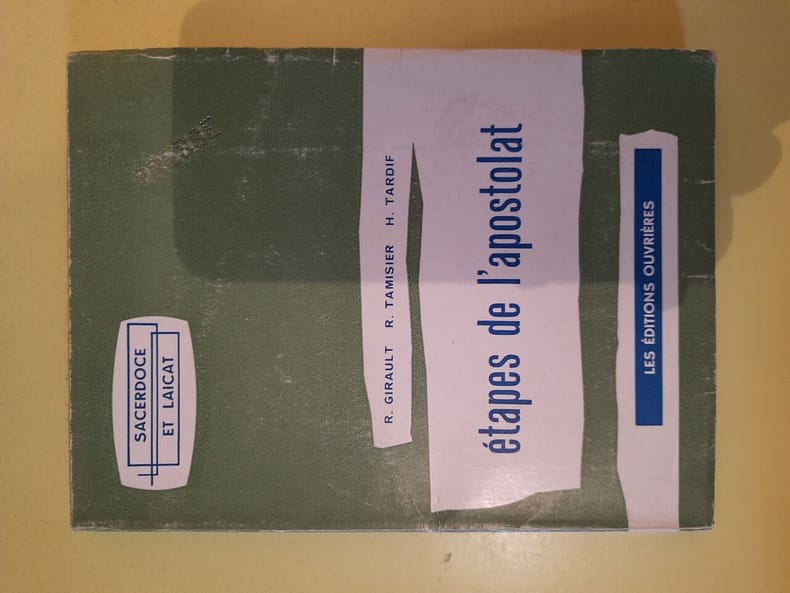 SACERDOCE
ET LAICAT
R. GIRAULT R. TAMISIER H. TARDIF
étapes de l'apostolat
LES ÉDITIONS OUVRIÈRES